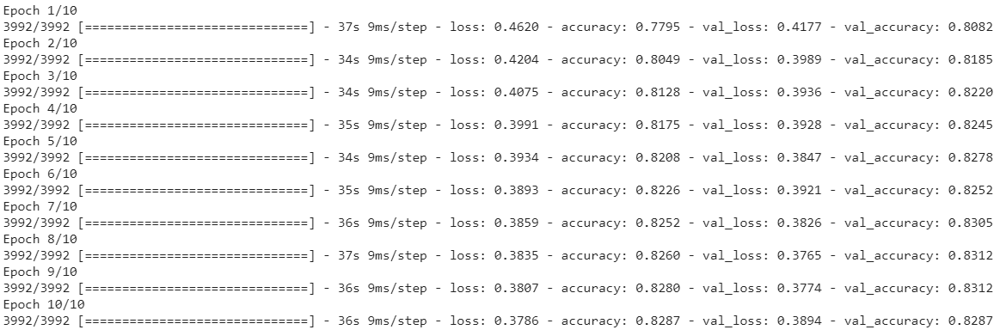 Epoch 1/10
3992/3992 [==============================] - 37s 9ms/step - loss: 0.4620 - accuracy: 0.7795 - val_loss: 0.4177 - val_accuracy: 0.8082
Epoch 2/10
3992/3992 [==============================] - 34s 9ms/step - loss: 0.4204 - accuracy: 0.8049 - val_loss: 0.3989 - val_accuracy: 0.8185
Epoch 3/10
3992/3992 [==============================] - 34s 9ms/step - loss: 0.4075 - accuracy: 0.8128 - val_loss: 0.3936 - val_accuracy: 0.8220
Epoch 4/10
3992/3992 [==============================] - 35s 9ms/step - loss: 0.3991 - accuracy: 0.8175 - val_loss: 0.3928 - val_accuracy: 0.8245
Epoch 5/10
3992/3992 [==============================] - 34s 9ms/step - loss: 0.3934 - accuracy: 0.8208 - val_loss: 0.3847 - val_accuracy: 0.8278
Epoch 6/10
3992/3992 [==============================] - 35s 9ms/step - loss: 0.3893 - accuracy: 0.8226 - val_loss: 0.3921 - val_accuracy: 0.8252
Epoch 7/10
3992/3992 [==============================] - 36s 9ms/step - loss: 0.3859 - accuracy: 0.8252 - val_loss: 0.3826 - val_accuracy: 0.8305
Epoch 8/10
3992/3992 [==============================] - 37s 9ms/step - loss: 0.3835 - accuracy: 0.8260 - val_loss: 0.3765 - val_accuracy: 0.8312
Epoch 9/10
3992/3992 [==============================] - 36s 9ms/step - loss: 0.3807 - accuracy: 0.8280 - val_loss: 0.3774 - val_accuracy: 0.8312
Epoch 10/10
3992/3992 [==============================] - 36s 9ms/step - loss: 0.3786 - accuracy: 0.8287 - val_loss: 0.3894 - val_accuracy: 0.8287